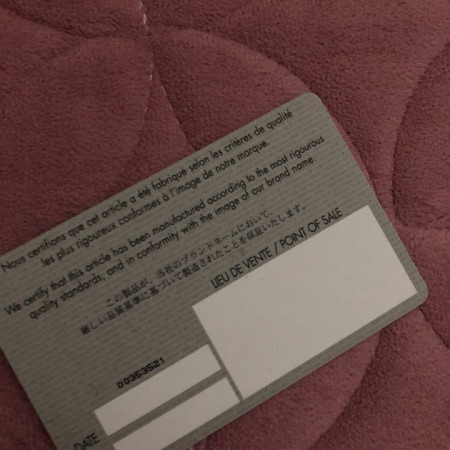 Nous certifions que cet article a été fabriqué selon les critères de qualité
les plus rigoureux conformes à l'image de notre marque.
We certify that this article has been manufactured according to the most rigourous
quality standards, and in conformity with the image of our brand name.
この製品が、当社のブランドネームにおいて、
厳しい品質基準に基づいて製造されたことを保証いたします。
LIEU DE VENTE / POINT OF SALE
00353521
DATE